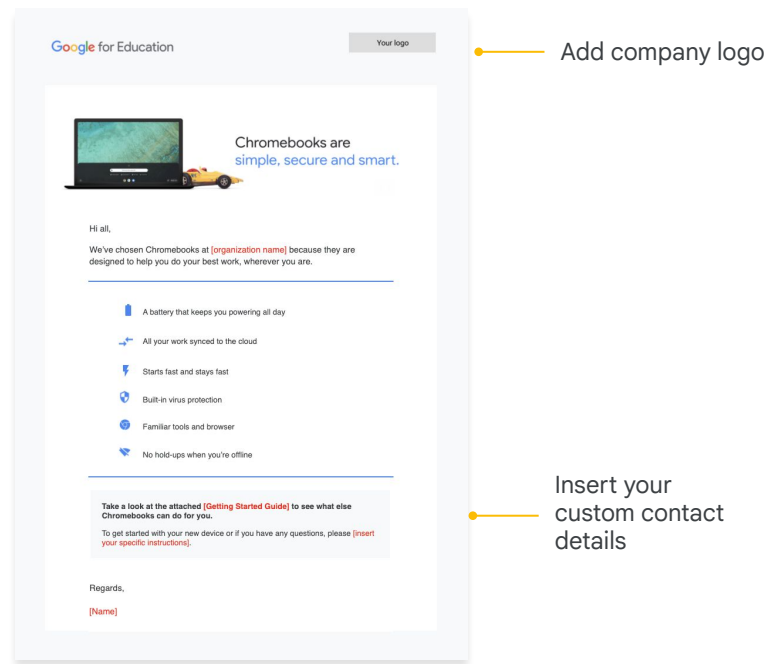 Google for Education
Your logo
Add company logo
Chromebooks are
simple, secure and smart.
Hi all,
We've chosen Chromebooks at [organization name] because they are
designed to help you do your best work, wherever you are.
A battery that keeps you powering all day
All your work synced to the cloud
Starts fast and stays fast
Built-in virus protection
Familiar tools and browser
No hold-ups when you're offline
Take a look at the attached [Getting Started Guide] to see what else
Chromebooks can do for you.
To get started with your new device or if you have any questions, please [insert
your specific instructions].
Insert your
custom contact
details
Regards,
[Name]